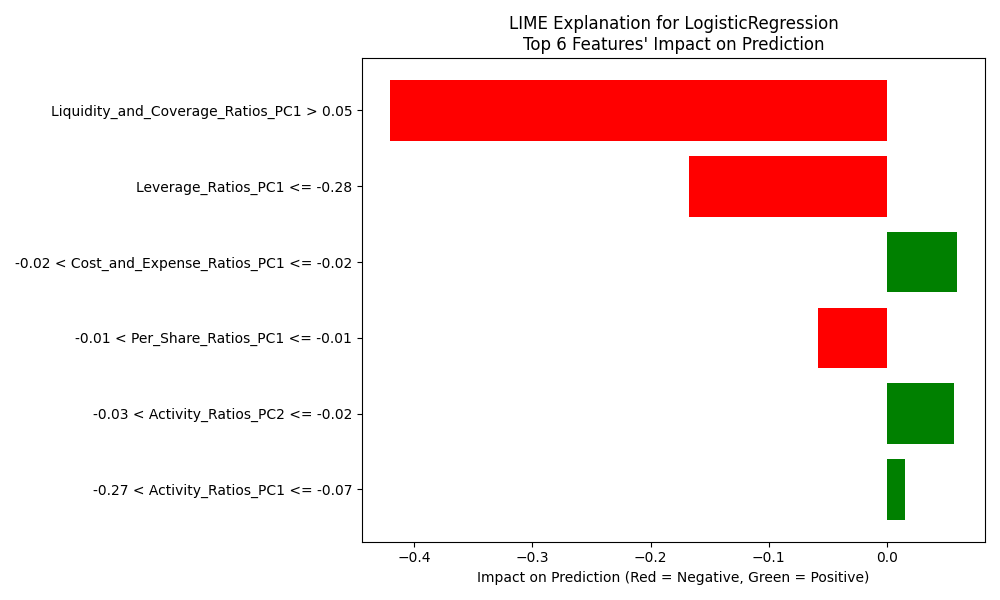 LIME Explanation for LogisticRegression
Top 6 Features' Impact on Prediction
Liquidity_and_Coverage_Ratios_PC1 > 0.05
Leverage_Ratios_PC1 <= -0.28
-0.02 < Cost_and_Expense_Ratios_PC1 <= -0.02
-0.01 < Per_Share_Ratios_PC1 <= -0.01
-0.03 < Activity_Ratios_PC2 <= -0.02
-0.27 < Activity_Ratios_PC1 <= -0.07
−0.4 −0.3 −0.2 −0.1 0.0
Impact on Prediction (Red = Negative, Green = Positive)